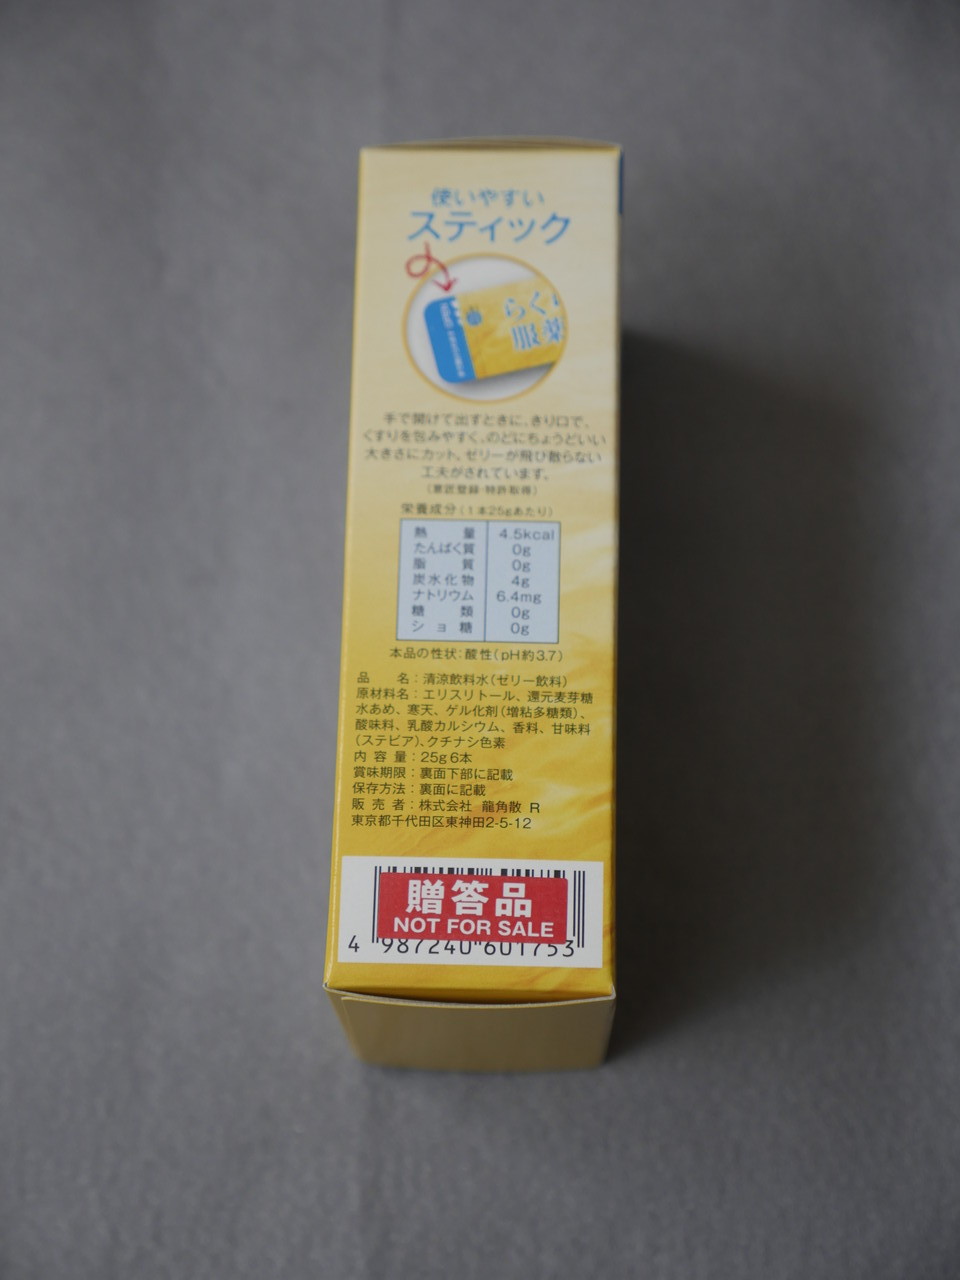 使いやすい
スティック
らくらく
服薬
手で開けて出すときに、きり口で、
くすりを包みやすく、のどにちょうどいい
大きさにカット。ゼリーが飛び散らない
工夫がされています。
(意匠登録・特許取得)
栄養成分(1本25gあたり)
熱量 4.5kcal
たんぱく質 0g
脂質 0g
炭水化物 4g
ナトリウム 6.4mg
糖類 0g
ショ糖 0g
本品の性状:酸性(pH約3.7)
品名:清涼飲料水(ゼリー飲料)
原材料名:エリスリトール、還元麦芽糖
水あめ、寒天、ゲル化剤(増粘多糖類)、
酸味料、乳酸カルシウム、香料、甘味料
(ステビア)、クチナシ色素
内容量:25g 6本
賞味期限:裏面下部に記載
保存方法:裏面に記載
販売者:株式会社 龍角散 R
東京都千代田区東神田2-5-12
贈答品
NOT FOR SALE
4 987240 601753